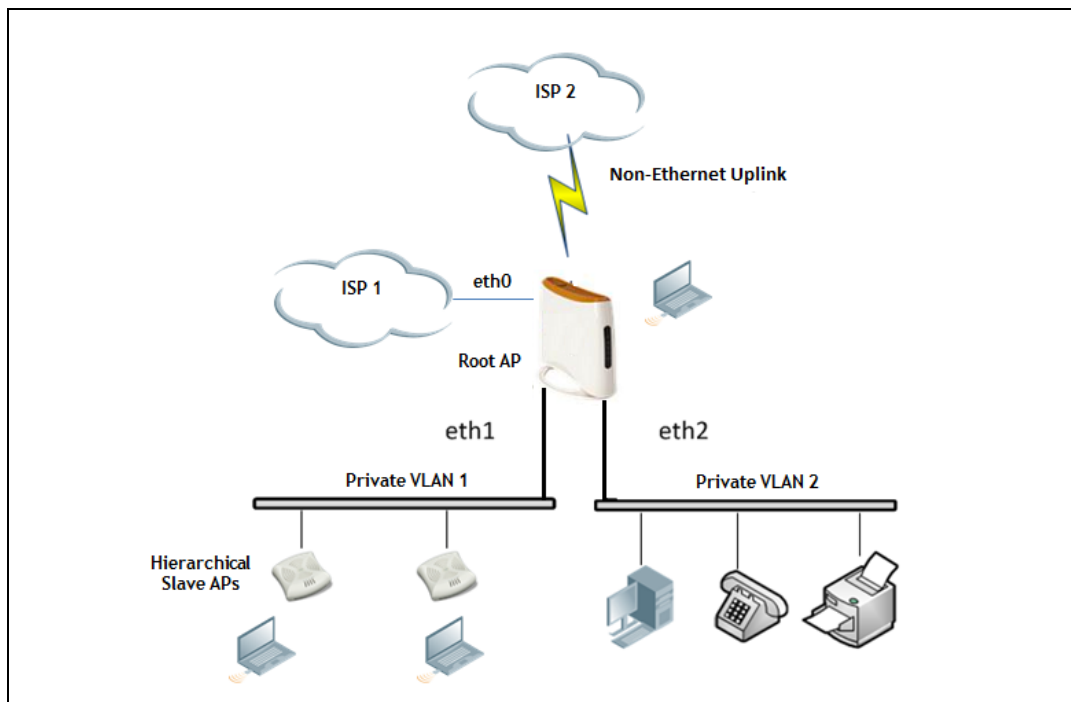 ISP 2
Non-Ethernet Uplink
eth0
ISP 1
Root AP
eth1
eth2
Private VLAN 1
Private VLAN 2
Hierarchical
Slave APs